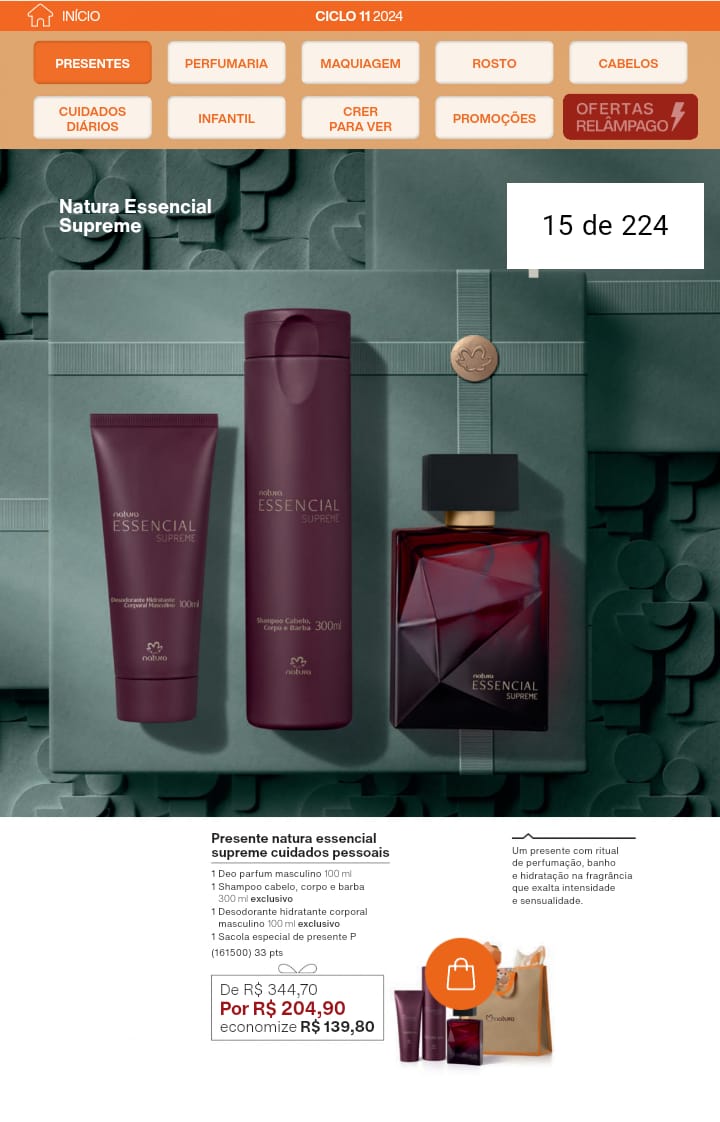 INÍCIO
CICLO 11 2024
PRESENTES
PERFUMARIA
MAQUIAGEM
ROSTO
CABELOS
CUIDADOS
DIÁRIOS
INFANTIL
CRER
PARA VER
PROMOÇÕES
OFERTAS
RELÂMPAGO
Natura Essencial
Supreme
15 de 224
natura
ESSENCIAL
SUPREME
Desodorante Hidratante
Corporal Masculino 100ml
natura
natura
ESSENCIAL
SUPREME
Shampoo Cabelo,
Corpo e Barba 300ml
natura
natura
ESSENCIAL
SUPREME
Presente natura essencial
supreme cuidados pessoais
1 Deo parfum masculino 100 ml
1 Shampoo cabelo, corpo e barba
300 ml exclusivo
1 Desodorante hidratante corporal
masculino 100 ml exclusivo
1 Sacola especial de presente P
(161500) 33 pts
De R$ 344,70
Por R$ 204,90
economize R$ 139,80
Um presente com ritual
de perfumação, banho
e hidratação na fragrância
que exalta intensidade
e sensualidade.
natura